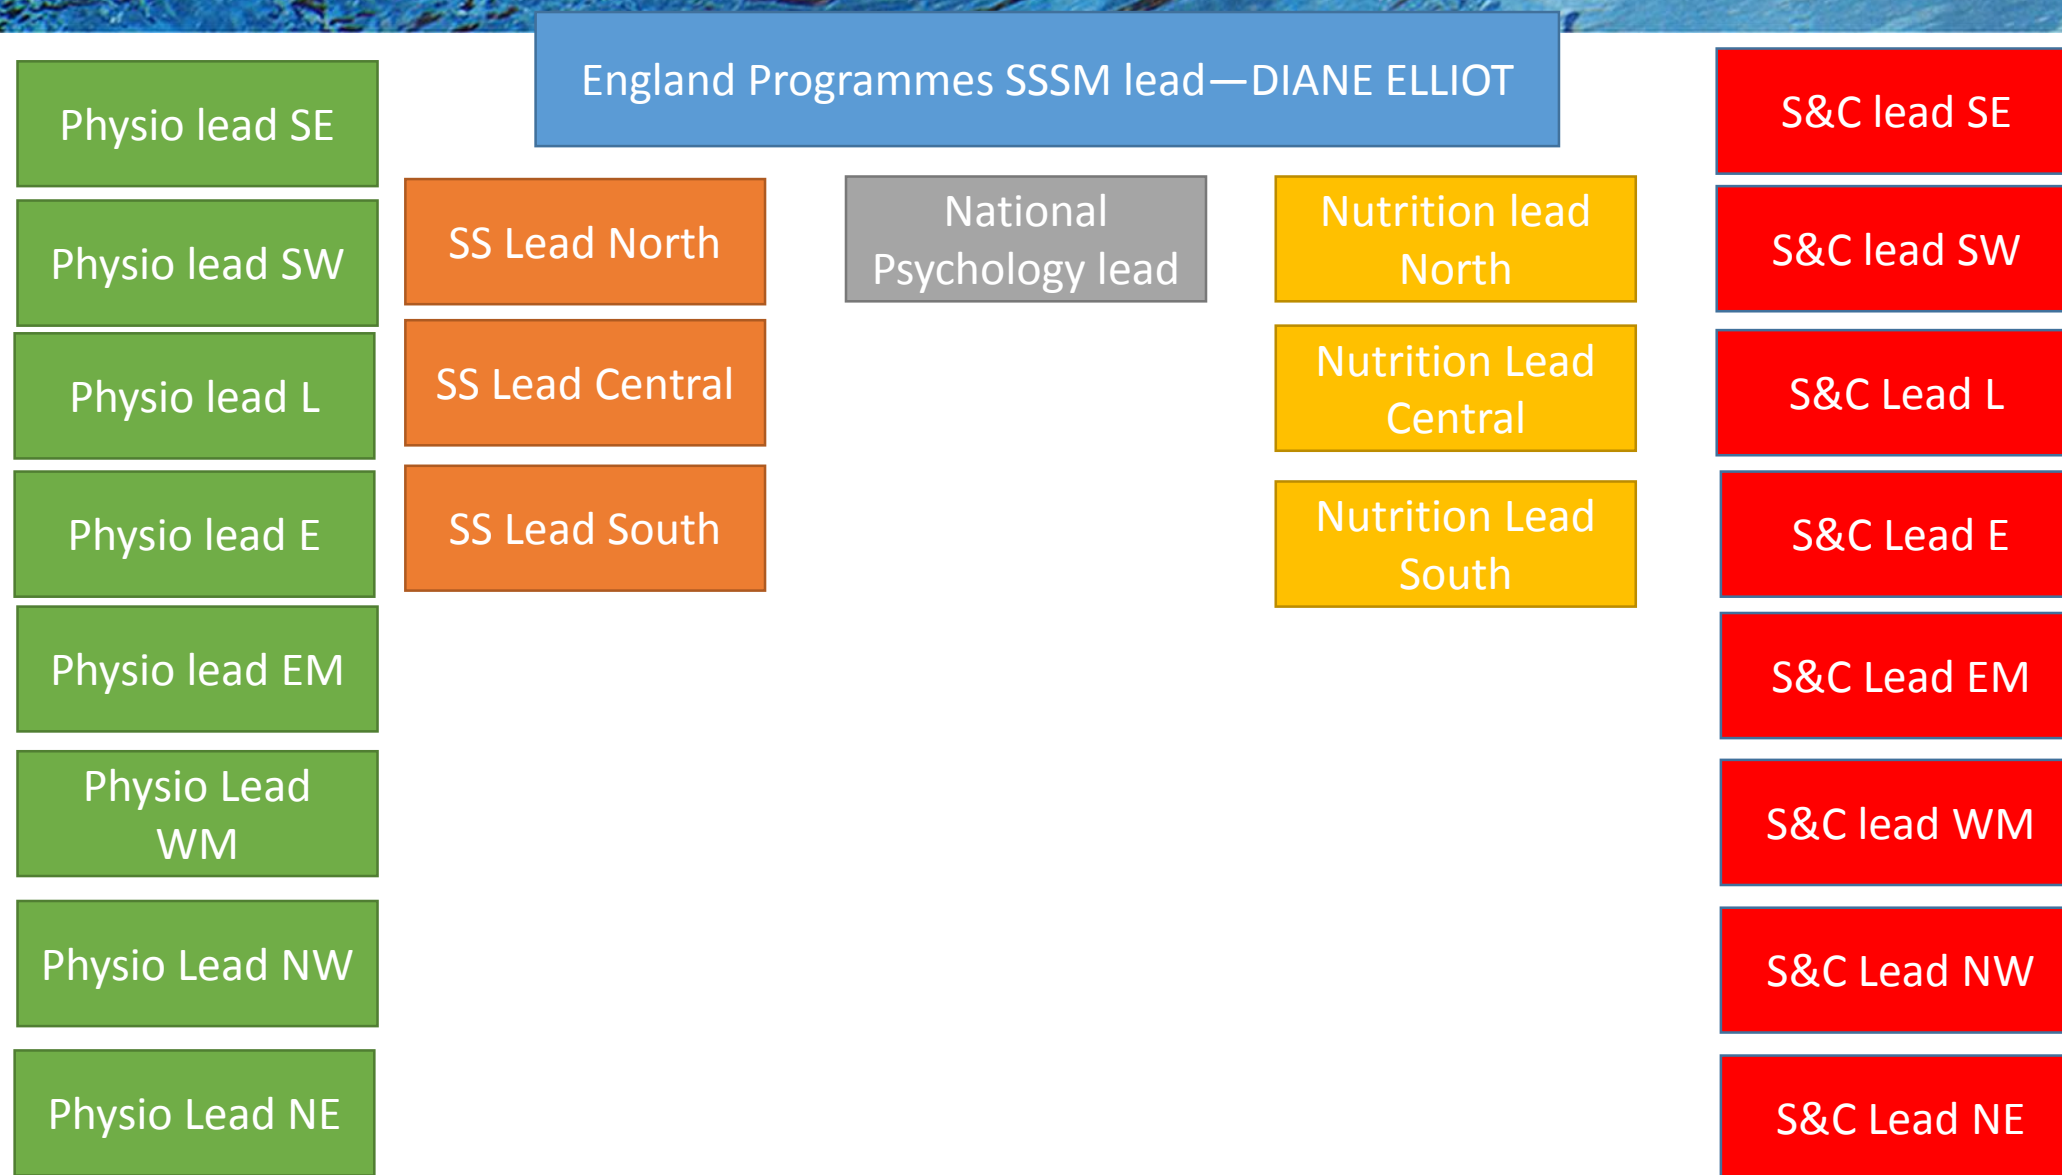 England Programmes SSSM lead—DIANE ELLIOT
Physio lead SE
Physio lead SW
Physio lead L
Physio lead E
Physio lead EM
Physio Lead
WM
Physio Lead NW
Physio Lead NE
SS Lead North
SS Lead Central
SS Lead South
National
Psychology lead
Nutrition lead
North
Nutrition Lead
Central
Nutrition Lead
South
S&C lead SE
S&C lead SW
S&C Lead L
S&C Lead E
S&C Lead EM
S&C lead WM
S&C Lead NW
S&C Lead NE